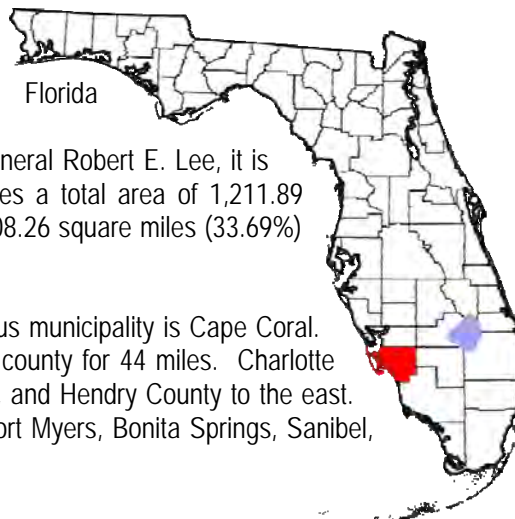 Florida
neral Robert E. Lee, it is
es a total area of 1,211.89
08.26 square miles (33.69%)
us municipality is Cape Coral.
county for 44 miles. Charlotte
, and Hendry County to the east.
ort Myers, Bonita Springs, Sanibel,